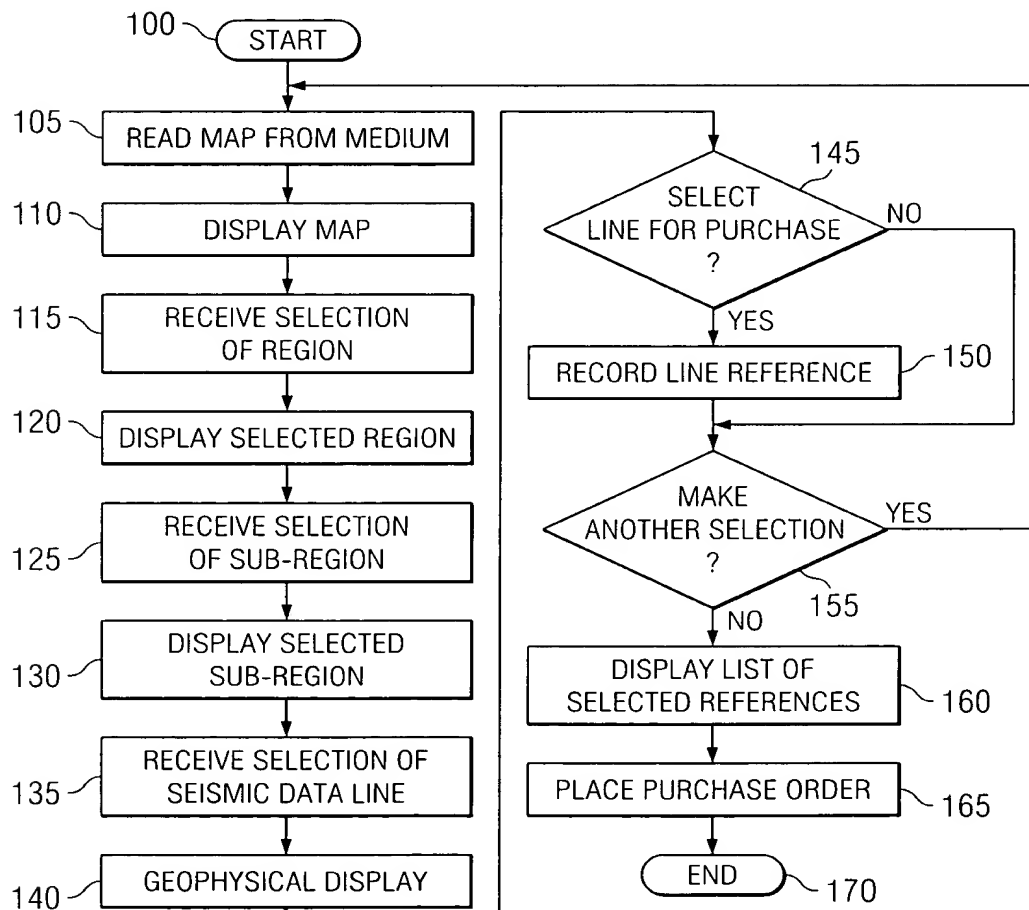 100
START
105
READ MAP FROM MEDIUM
110
DISPLAY MAP
115
RECEIVE SELECTION
OF REGION
120
DISPLAY SELECTED REGION
125
RECEIVE SELECTION
OF SUB-REGION
130
DISPLAY SELECTED
SUB-REGION
135
RECEIVE SELECTION OF
SEISMIC DATA LINE
140
GEOPHYSICAL DISPLAY
145
SELECT
LINE FOR PURCHASE
?
NO
YES
RECORD LINE REFERENCE
150
MAKE
ANOTHER SELECTION
?
YES
155
NO
DISPLAY LIST OF
SELECTED REFERENCES
160
PLACE PURCHASE ORDER
165
END
170